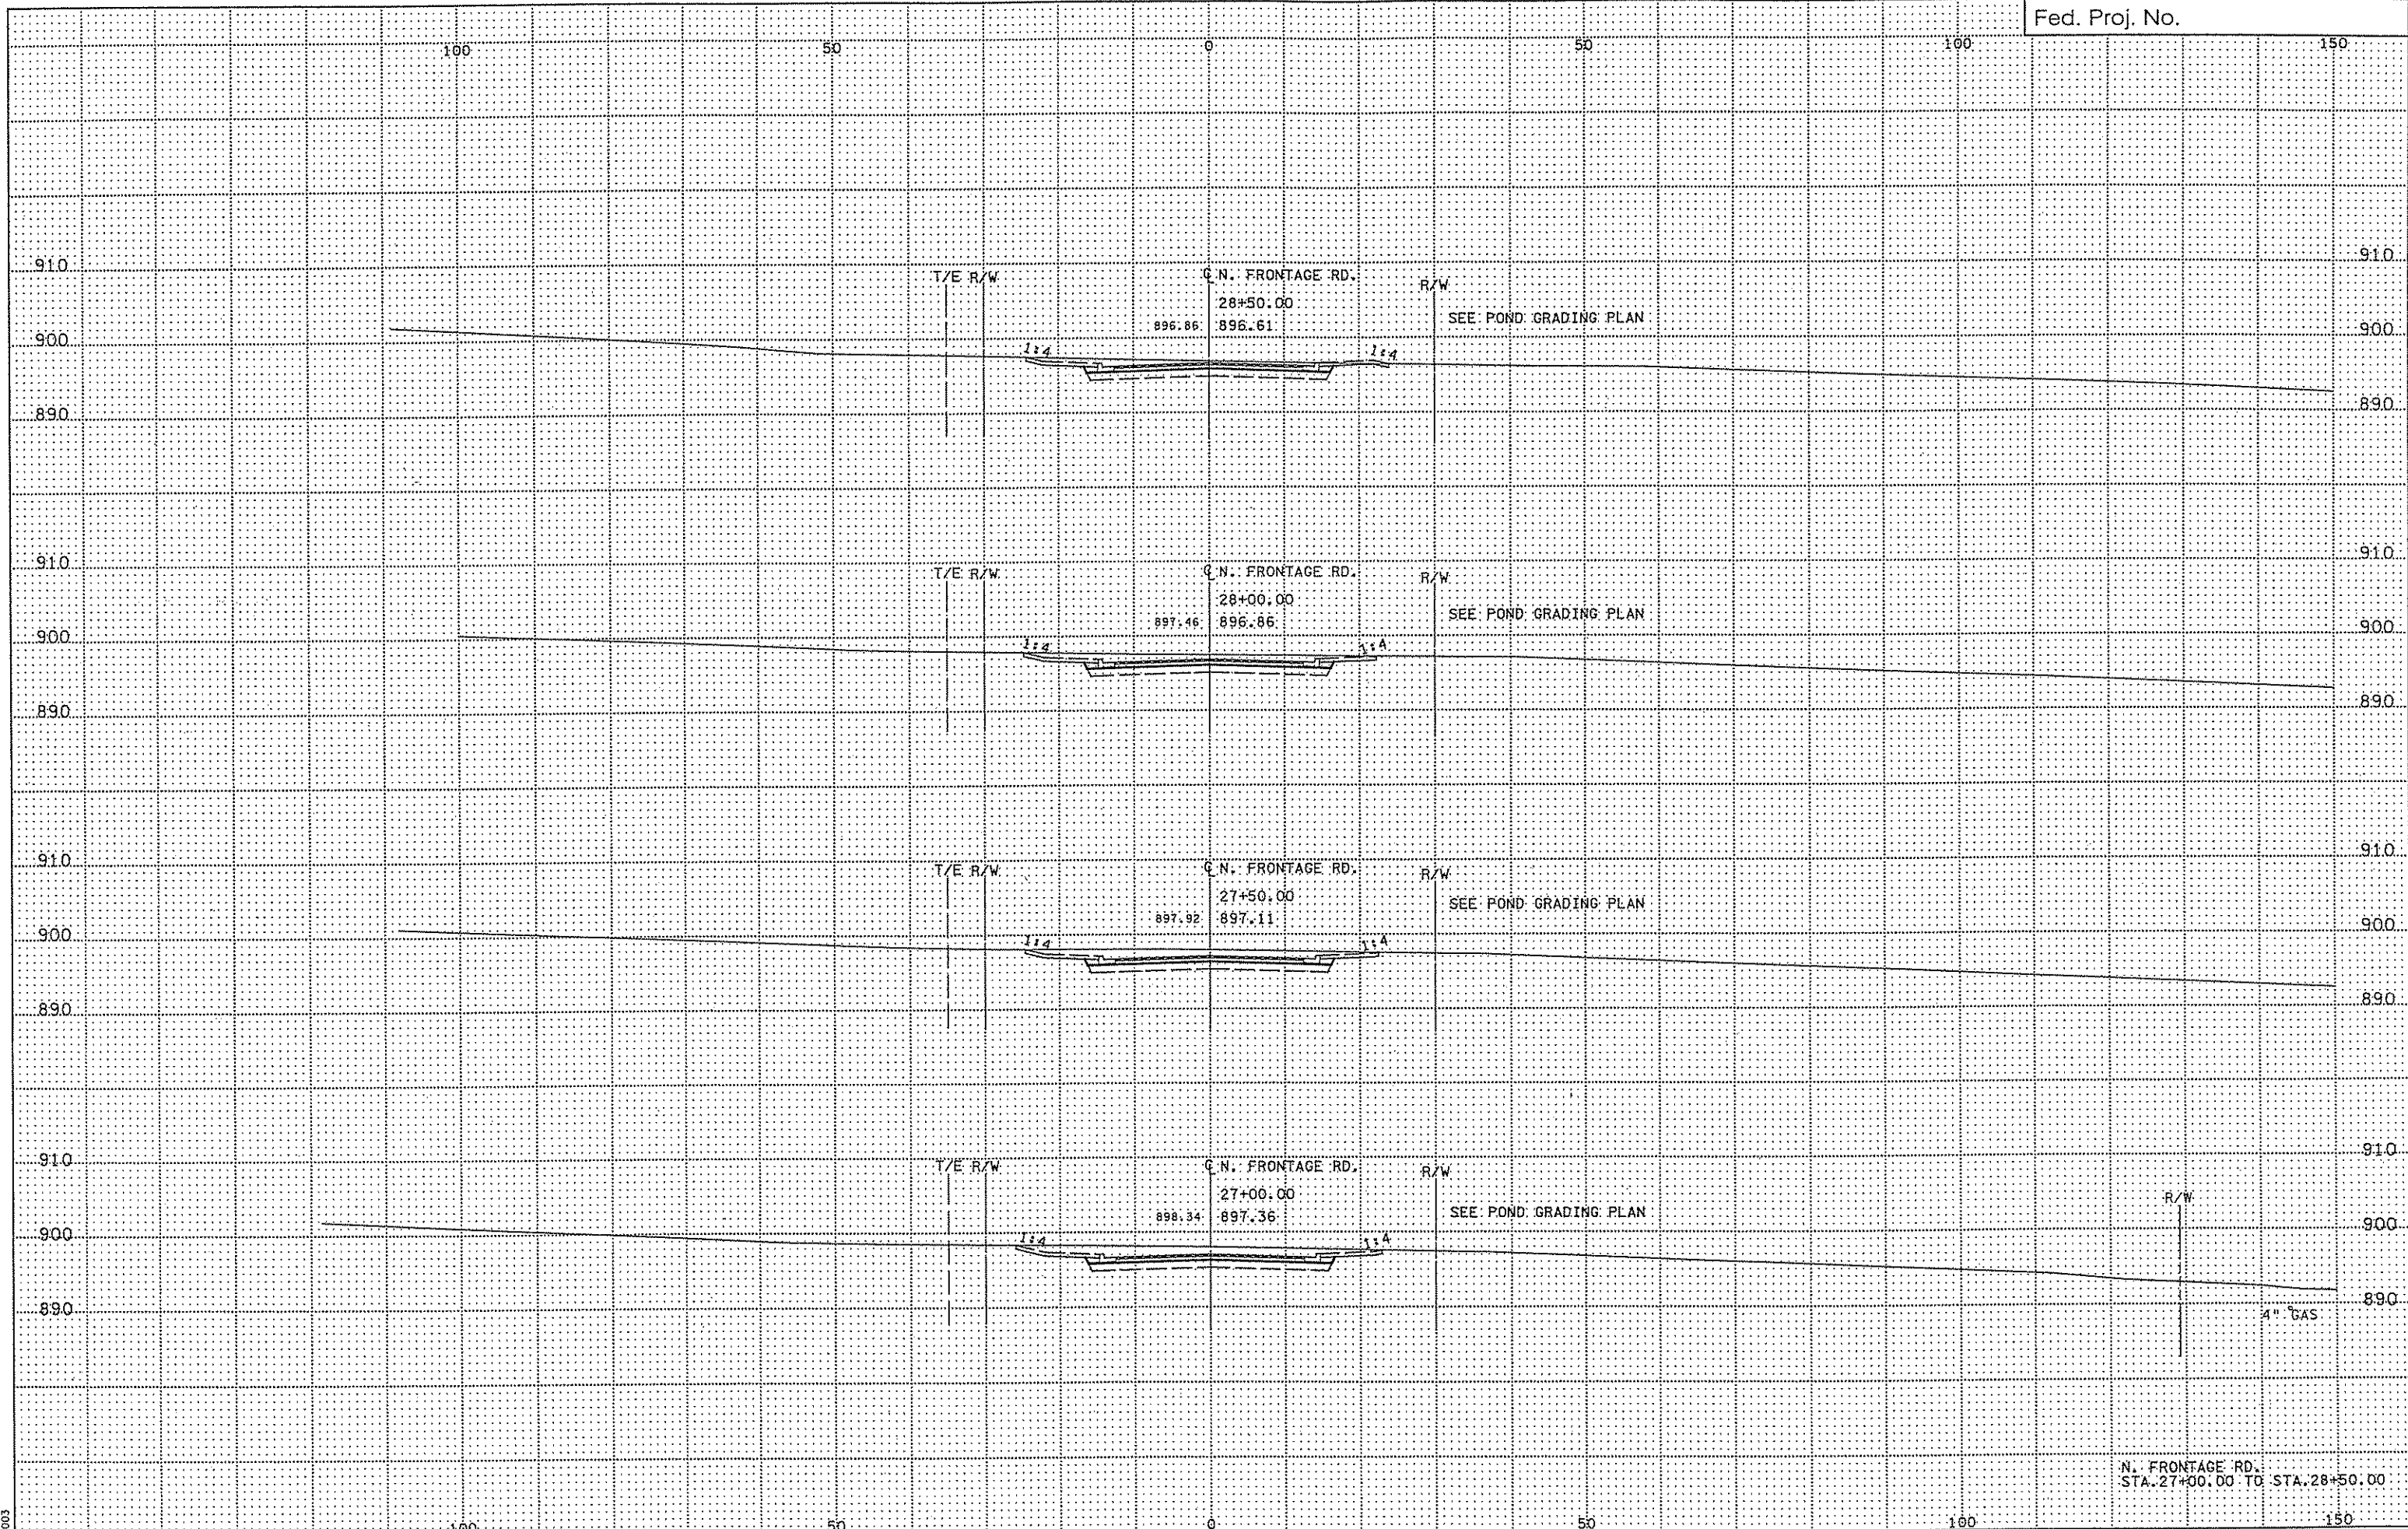 Fed. Proj. No.
100 50 0 50 100 150
910 910
T/E R/W ℄ N. FRONTAGE RD. R/W
28+50.00
896.86 896.61 SEE POND GRADING PLAN
900 900
1:4 1:4
890 890
910 910
T/E R/W ℄ N. FRONTAGE RD. R/W
28+00.00
897.46 896.86 SEE POND GRADING PLAN
900 900
1:4 1:4
890 890
910 910
T/E R/W ℄ N. FRONTAGE RD. R/W
27+50.00
897.92 897.11 SEE POND GRADING PLAN
900 900
1:4 1:4
890 890
910 910
T/E R/W ℄ N. FRONTAGE RD. R/W
27+00.00 R/W
898.34 897.36 SEE POND GRADING PLAN
900 900
1:4 1:4
890 890
4" GAS
N. FRONTAGE RD.
STA.27+00.00 TO STA.28+50.00
003
100 50 0 50 100 150